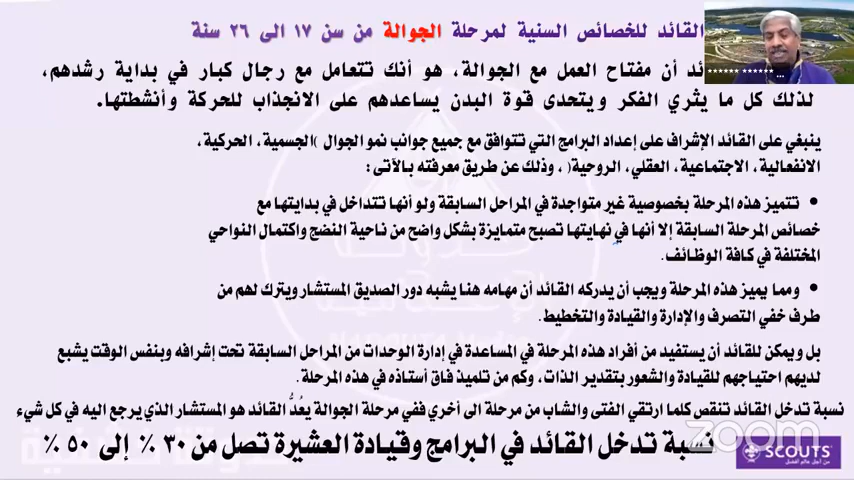 القائد للخصائص السنية لمرحلة الجوالة من سن ١٧ الى ٢٦ سنة
ئد أن مفتاح العمل مع الجوالة، هو أنك تتعامل مع رجال كبار في بداية رشدهم،
لذلك كل ما يثري الفكر ويتحدى قوة البدن يساعدهم على الانجذاب للحركة وأنشطتها.
ينبغي على القائد الإشراف على إعداد البرامج التي تتوافق مع جميع جوانب نمو الجوال )الجسمية، الحركية،
الانفعالية، الاجتماعية، العقلي، الروحية( ، وذلك عن طريق معرفته بالآتى :
• تتميز هذه المرحلة بخصوصية غير متواجدة في المراحل السابقة ولو أنها تتداخل في بدايتها مع
خصائص المرحلة السابقة إلا أنها في نهايتها تصبح متمايزة بشكل واضح من ناحية النضج واكتمال النواحي
المختلفة في كافة الوظائف.
• ومما يميز هذه المرحلة ويجب أن يدركه القائد أن مهامه هنا يشبه دور الصديق المستشار ويترك لهم من
طرف خفي التصرف والإدارة والقيادة والتخطيط.
بل ويمكن للقائد أن يستفيد من أفراد هذه المرحلة في المساعدة في إدارة الوحدات من المراحل السابقة تحت إشرافه وبنفس الوقت يشبع
لديهم احتياجهم للقيادة والشعور بتقدير الذات، وكم من تلميذ فاق أستاذه في هذه المرحلة.
نسبة تدخل القائد تنقص كلما ارتقي الفتى والشاب من مرحلة الى أخري ففي مرحلة الجوالة يعُدُّ القائد هو المستشار الذي يرجع اليه في كل شيء
نسبة تدخل القائد في البرامج وقيادة العشيرة تصل من ٣٠ ٪ إلى ٥٠ ٪
zoom
SCOUTS
من أجل عالم أفضل